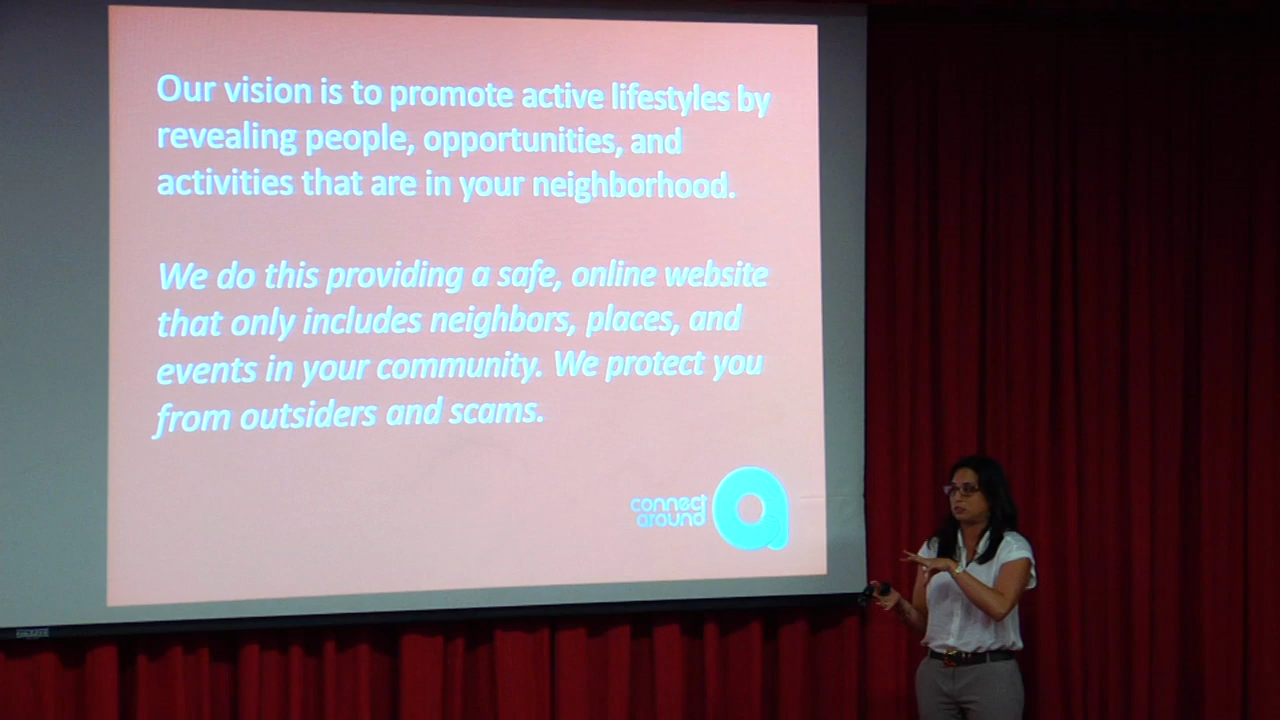 Our vision is to promote active lifestyles by
revealing people, opportunities, and
activities that are in your neighborhood.
We do this providing a safe, online website
that only includes neighbors, places, and
events in your community. We protect you
from outsiders and scams.
connect
around